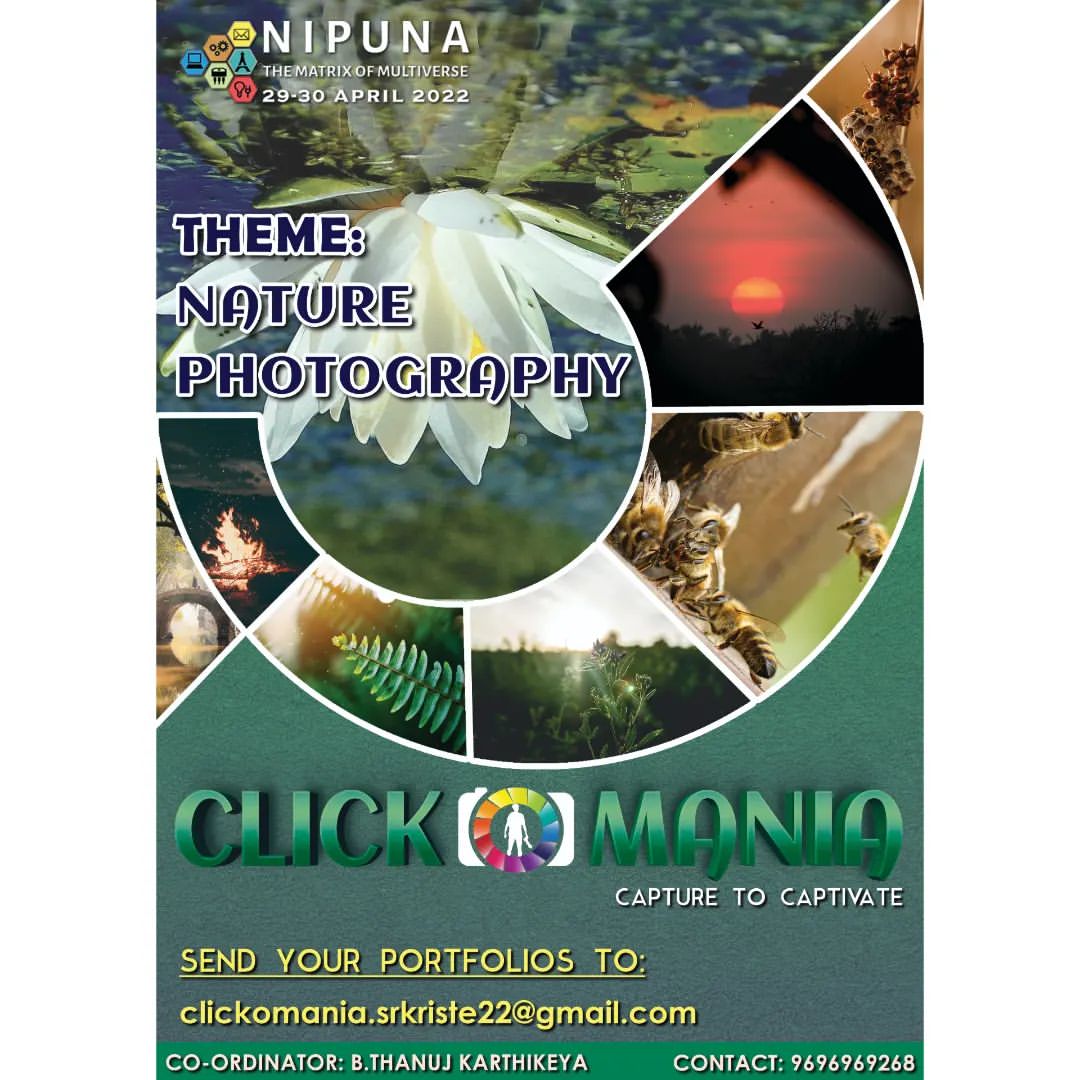 NIPUNA
THE MATRIX OF MULTIVERSE
29-30 APRIL 2022
THEME:
NATURE
PHOTOGRAPHY
CLICK MANIA
CAPTURE TO CAPTIVATE
SEND YOUR PORTFOLIOS TO:
clickomania.srkriste22@gmail.com
CO-ORDINATOR: B.THANUJ KARTHIKEYA CONTACT: 9696969268